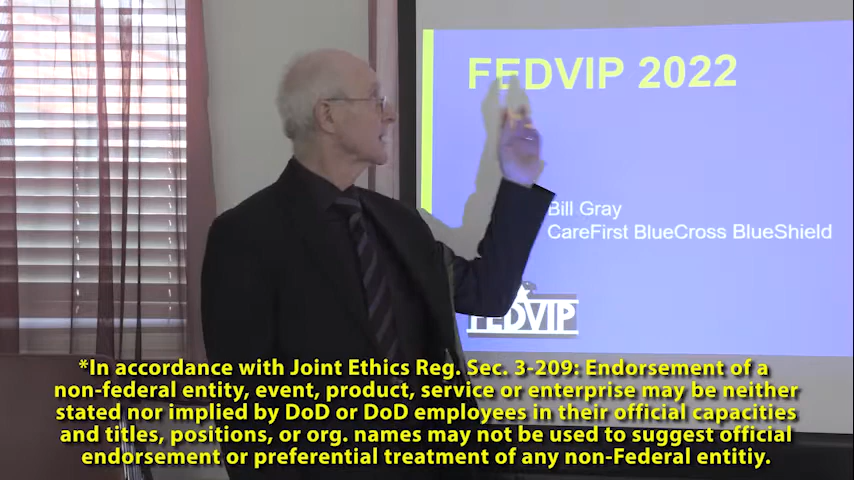 FEDVIP 2022
Bill Gray
CareFirst BlueCross BlueShield
FEDVIP
*In accordance with Joint Ethics Reg. Sec. 3-209: Endorsement of a
non-federal entity, event, product, service or enterprise may be neither
stated nor implied by DoD or DoD employees in their official capacities
and titles, positions, or org. names may not be used to suggest official
endorsement or preferential treatment of any non-Federal entitiy.